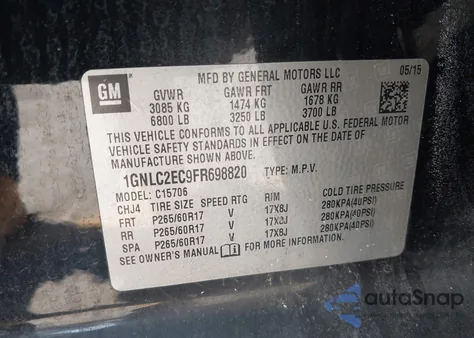 GM
MFD BY GENERAL MOTORS LLC 05/15
GVWR GAWR FRT GAWR RR
3085 KG 1474 KG 1678 KG
6800 LB 3250 LB 3700 LB
THIS VEHICLE CONFORMS TO ALL APPLICABLE U.S. FEDERAL MOTOR
VEHICLE SAFETY STANDARDS IN EFFECT ON THE DATE OF
MANUFACTURE SHOWN ABOVE.
1GNLC2EC9FR698820 TYPE: M.P.V.
MODEL: C15706
CHJ4 TIRE SIZE SPEED RTG RIM COLD TIRE PRESSURE
FRT P265/60R17 V 17X8J 280KPA(40PSI)
RR P265/60R17 V 17X8J 280KPA(40PSI)
SPA P265/60R17 V 17X8J 280KPA(40PSI)
SEE OWNER'S MANUAL FOR MORE INFORMATION.
autoSnap